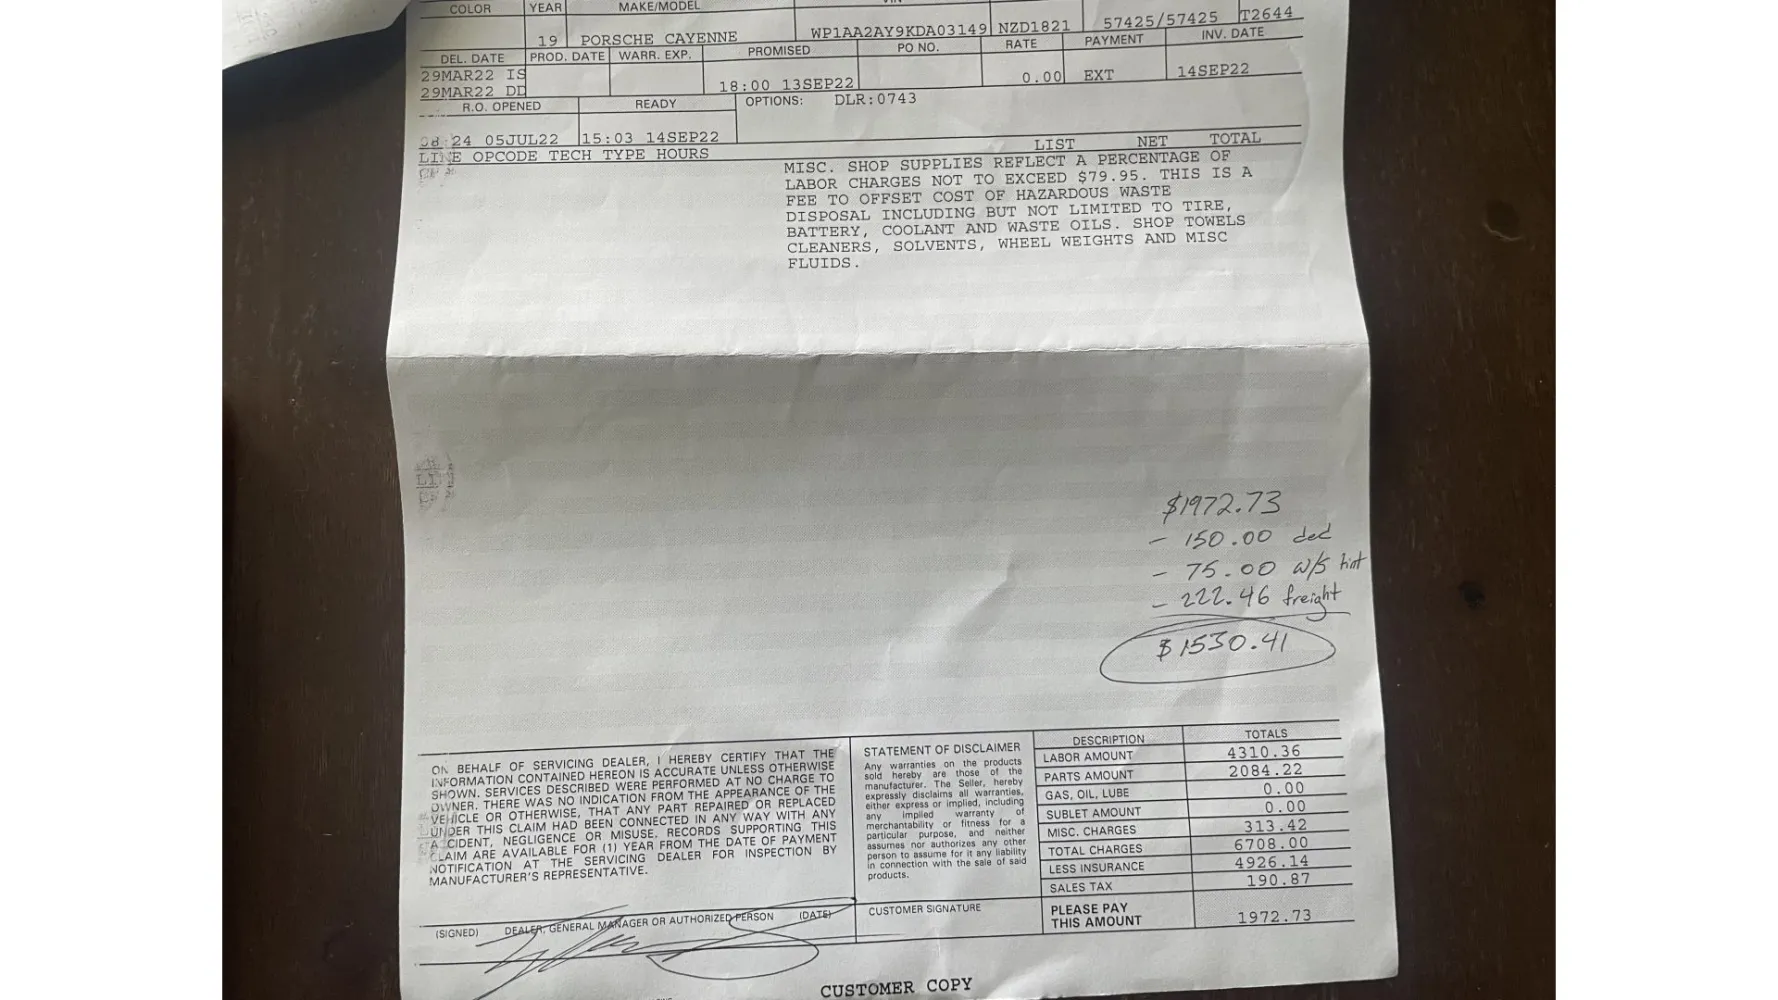 COLOR YEAR MAKE/MODEL
19 PORSCHE CAYENNE WP1AA2AY9KDA03149 NZD1821 57425/57425 T2644
DEL. DATE PROD. DATE WARR. EXP. PROMISED PO NO. RATE PAYMENT INV. DATE
29MAR22 IS
29MAR22 DD 18:00 13SEP22 0.00 EXT 14SEP22
R.O. OPENED READY OPTIONS: DLR:0743
08:24 05JUL22 15:03 14SEP22
LINE OPCODE TECH TYPE HOURS LIST NET TOTAL
MISC. SHOP SUPPLIES REFLECT A PERCENTAGE OF
LABOR CHARGES NOT TO EXCEED $79.95. THIS IS A
FEE TO OFFSET COST OF HAZARDOUS WASTE
DISPOSAL INCLUDING BUT NOT LIMITED TO TIRE,
BATTERY, COOLANT AND WASTE OILS. SHOP TOWELS
CLEANERS, SOLVENTS, WHEEL WEIGHTS AND MISC
FLUIDS.
$1972.73
- 150.00 ded
- 75.00 w/s
- 222.46 freight
$1530.41
ON BEHALF OF SERVICING DEALER, I HEREBY CERTIFY THAT THE
INFORMATION CONTAINED HEREON IS ACCURATE UNLESS OTHERWISE
SHOWN. SERVICES DESCRIBED WERE PERFORMED AT NO CHARGE TO
OWNER. THERE WAS NO INDICATION FROM THE APPEARANCE OF THE
VEHICLE OR OTHERWISE, THAT ANY PART REPAIRED OR REPLACED
UNDER THIS CLAIM HAD BEEN CONNECTED IN ANY WAY WITH ANY
ACCIDENT, NEGLIGENCE OR MISUSE. RECORDS SUPPORTING THIS
CLAIM ARE AVAILABLE FOR (1) YEAR FROM THE DATE OF PAYMENT
NOTIFICATION AT THE SERVICING DEALER FOR INSPECTION BY
MANUFACTURER'S REPRESENTATIVE.
(SIGNED) DEALER, GENERAL MANAGER OR AUTHORIZED PERSON (DATE)
STATEMENT OF DISCLAIMER
Any warranties on the products
sold hereby are those of the
manufacturer. The Seller, hereby
expressly disclaims all warranties,
either express or implied, including
any implied warranty of
merchantability or fitness for a
particular purpose, and neither
assumes nor authorizes any other
person to assume for it any liability
in connection with the sale of said
products.
CUSTOMER SIGNATURE
DESCRIPTION TOTALS
LABOR AMOUNT 4310.36
PARTS AMOUNT 2084.22
GAS, OIL, LUBE 0.00
SUBLET AMOUNT 0.00
MISC. CHARGES 313.42
TOTAL CHARGES 6708.00
LESS INSURANCE 4926.14
SALES TAX 190.87
PLEASE PAY
THIS AMOUNT 1972.73
CUSTOMER COPY